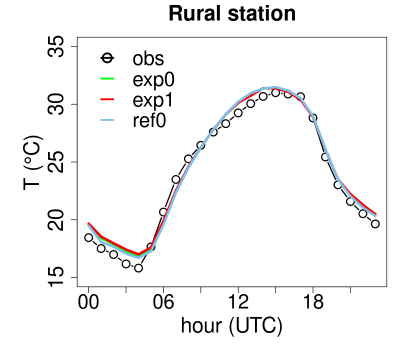 Rural station
obs
exp0
exp1
ref0
T (°C)
35
30
25
20
15
00
06
12
18
hour (UTC)